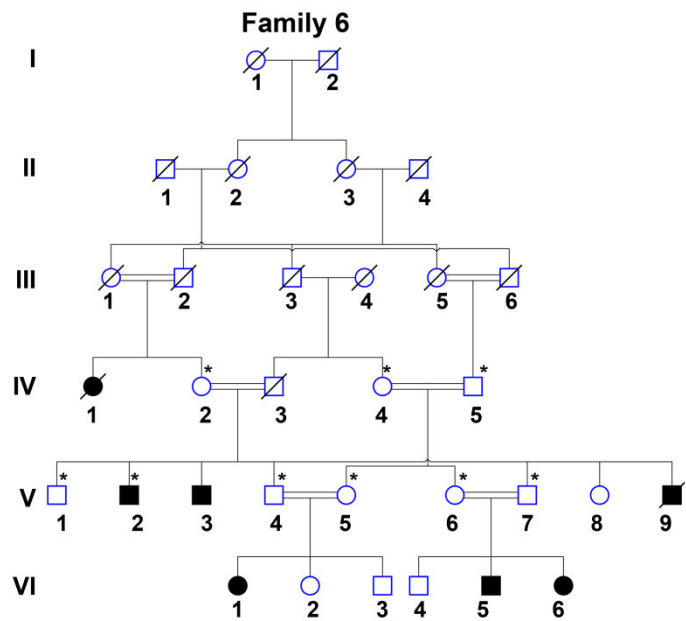 Family 6
I
1 2
II
1 2 3 4
III
1 2 3 4 5 6
* * *
IV
1 2 3 4 5
* * * * * *
V
1 2 3 4 5 6 7 8 9
VI
1 2 3 4 5 6